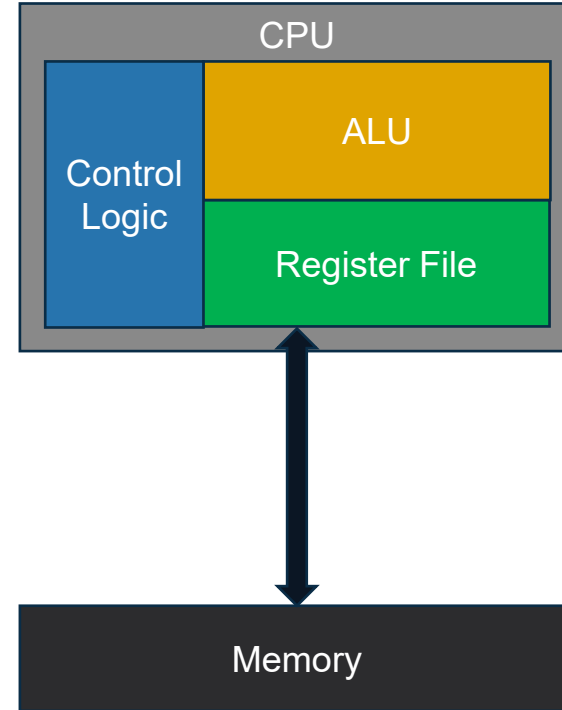 CPU
Control
Logic
ALU
Register File
Memory